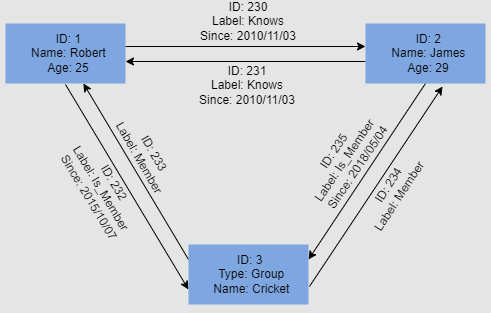 ID: 230
Label: Knows
Since: 2010/11/03
ID: 1
Name: Robert
Age: 25
ID: 2
Name: James
Age: 29
ID: 231
Label: Knows
Since: 2010/11/03
ID: 233
Label: Member
ID: 232
Label: Is_Member
Since: 2015/10/07
ID: 235
Label: Is_Member
Since: 2018/05/04
ID: 234
Label: Member
ID: 3
Type: Group
Name: Cricket